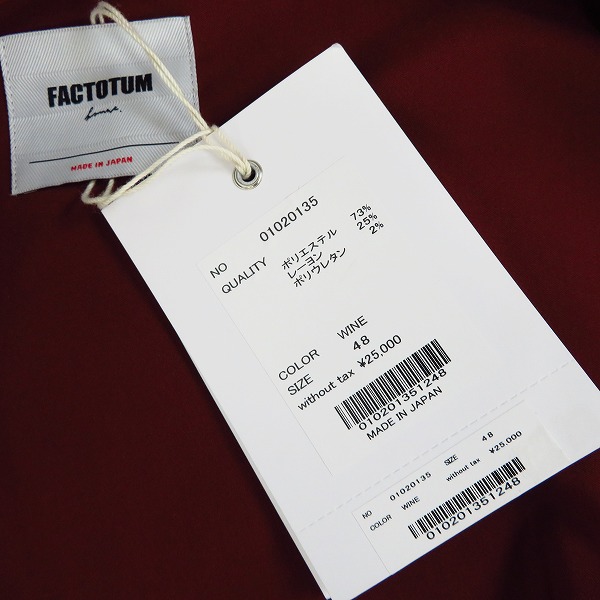 FACTOTUM
MADE IN JAPAN
NO 01020135
QUALITY ポリエステル 73%
レーヨン 25%
ポリウレタン 2%
COLOR WINE
SIZE 48
without tax ¥25,000
010201351248
MADE IN JAPAN
NO 01020135 SIZE 48
COLOR WINE without tax ¥25,000
010201351248